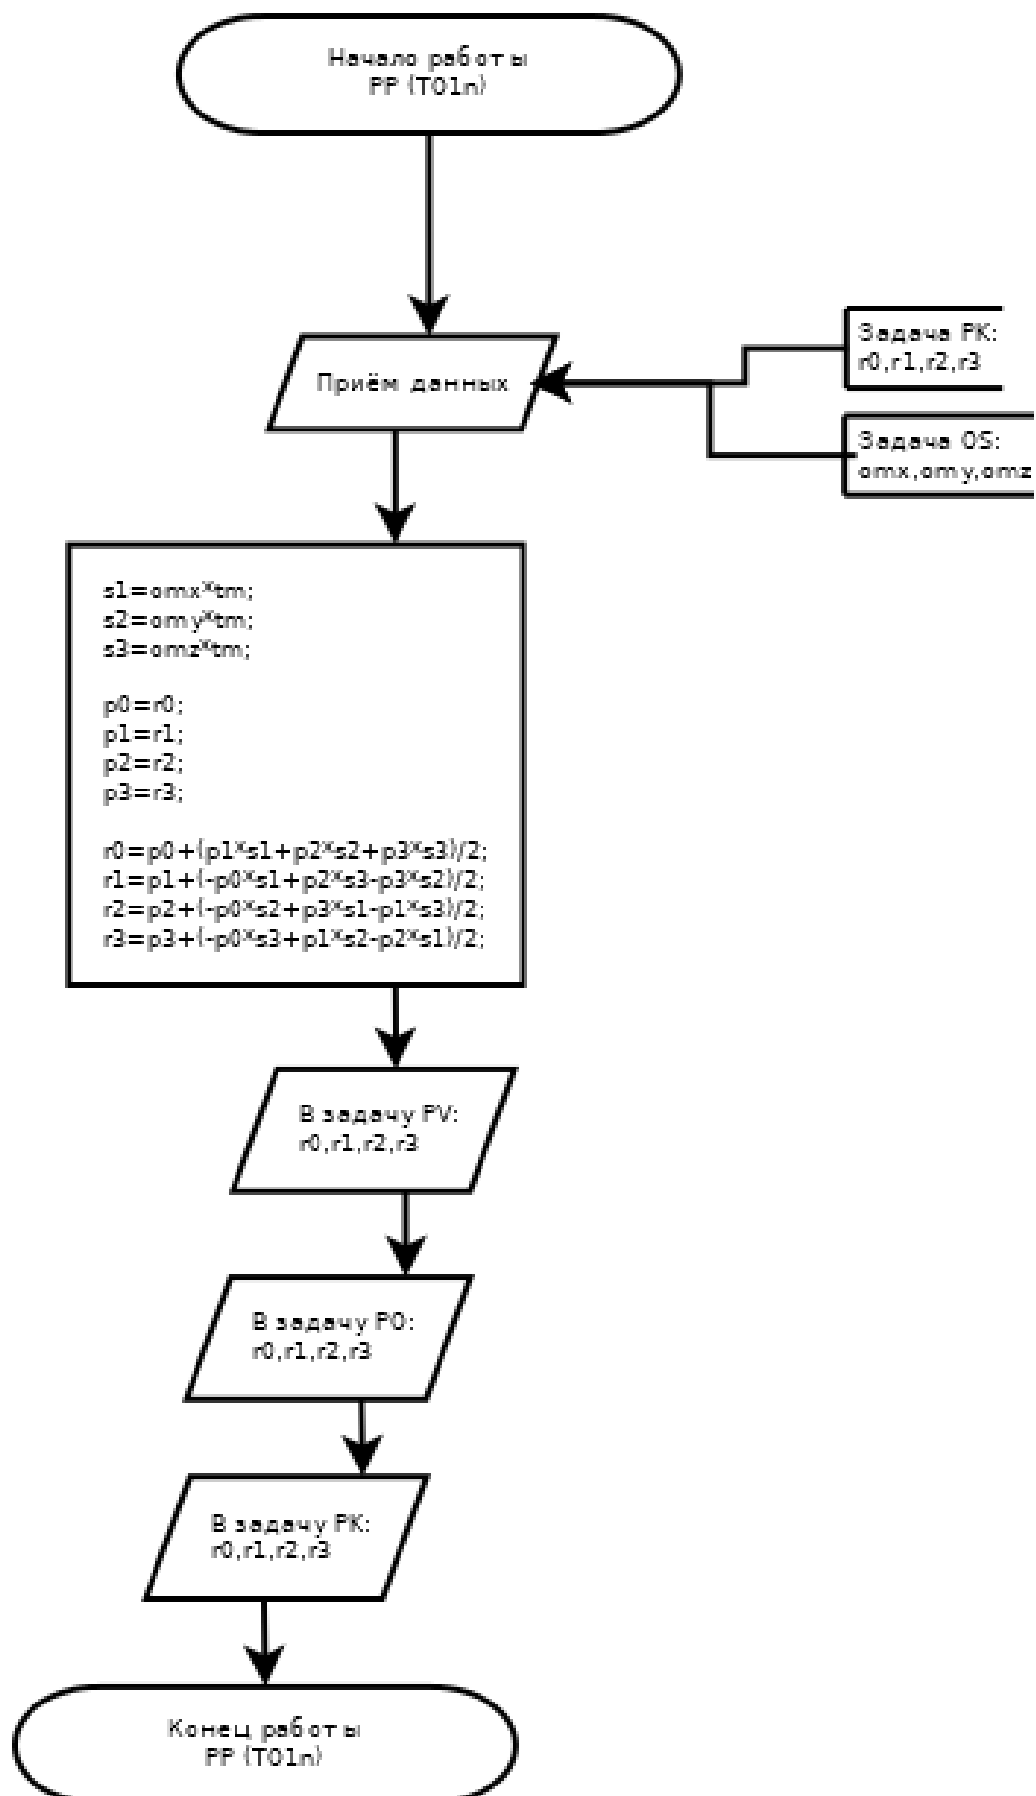 Начало работы
PP (T01n)
Приём данных
Задача PK:
r0,r1,r2,r3
Задача OS:
omx,omy,omz
s1=omx*tm;
s2=omy*tm;
s3=omz*tm;
p0=r0;
p1=r1;
p2=r2;
p3=r3;
r0=p0+(p1*s1+p2*s2+p3*s3)/2;
r1=p1+(-p0*s1+p2*s3-p3*s2)/2;
r2=p2+(-p0*s2+p3*s1-p1*s3)/2;
r3=p3+(-p0*s3+p1*s2-p2*s1)/2;
В задачу PV:
r0,r1,r2,r3
В задачу PO:
r0,r1,r2,r3
В задачу PK:
r0,r1,r2,r3
Конец работы
PP (T01n)